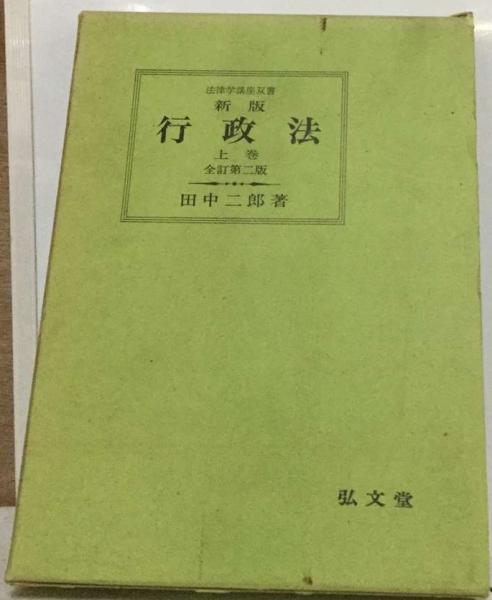 法律学講座双書
新版
行政法
上巻
全訂第二版
田中二郎著
弘文堂